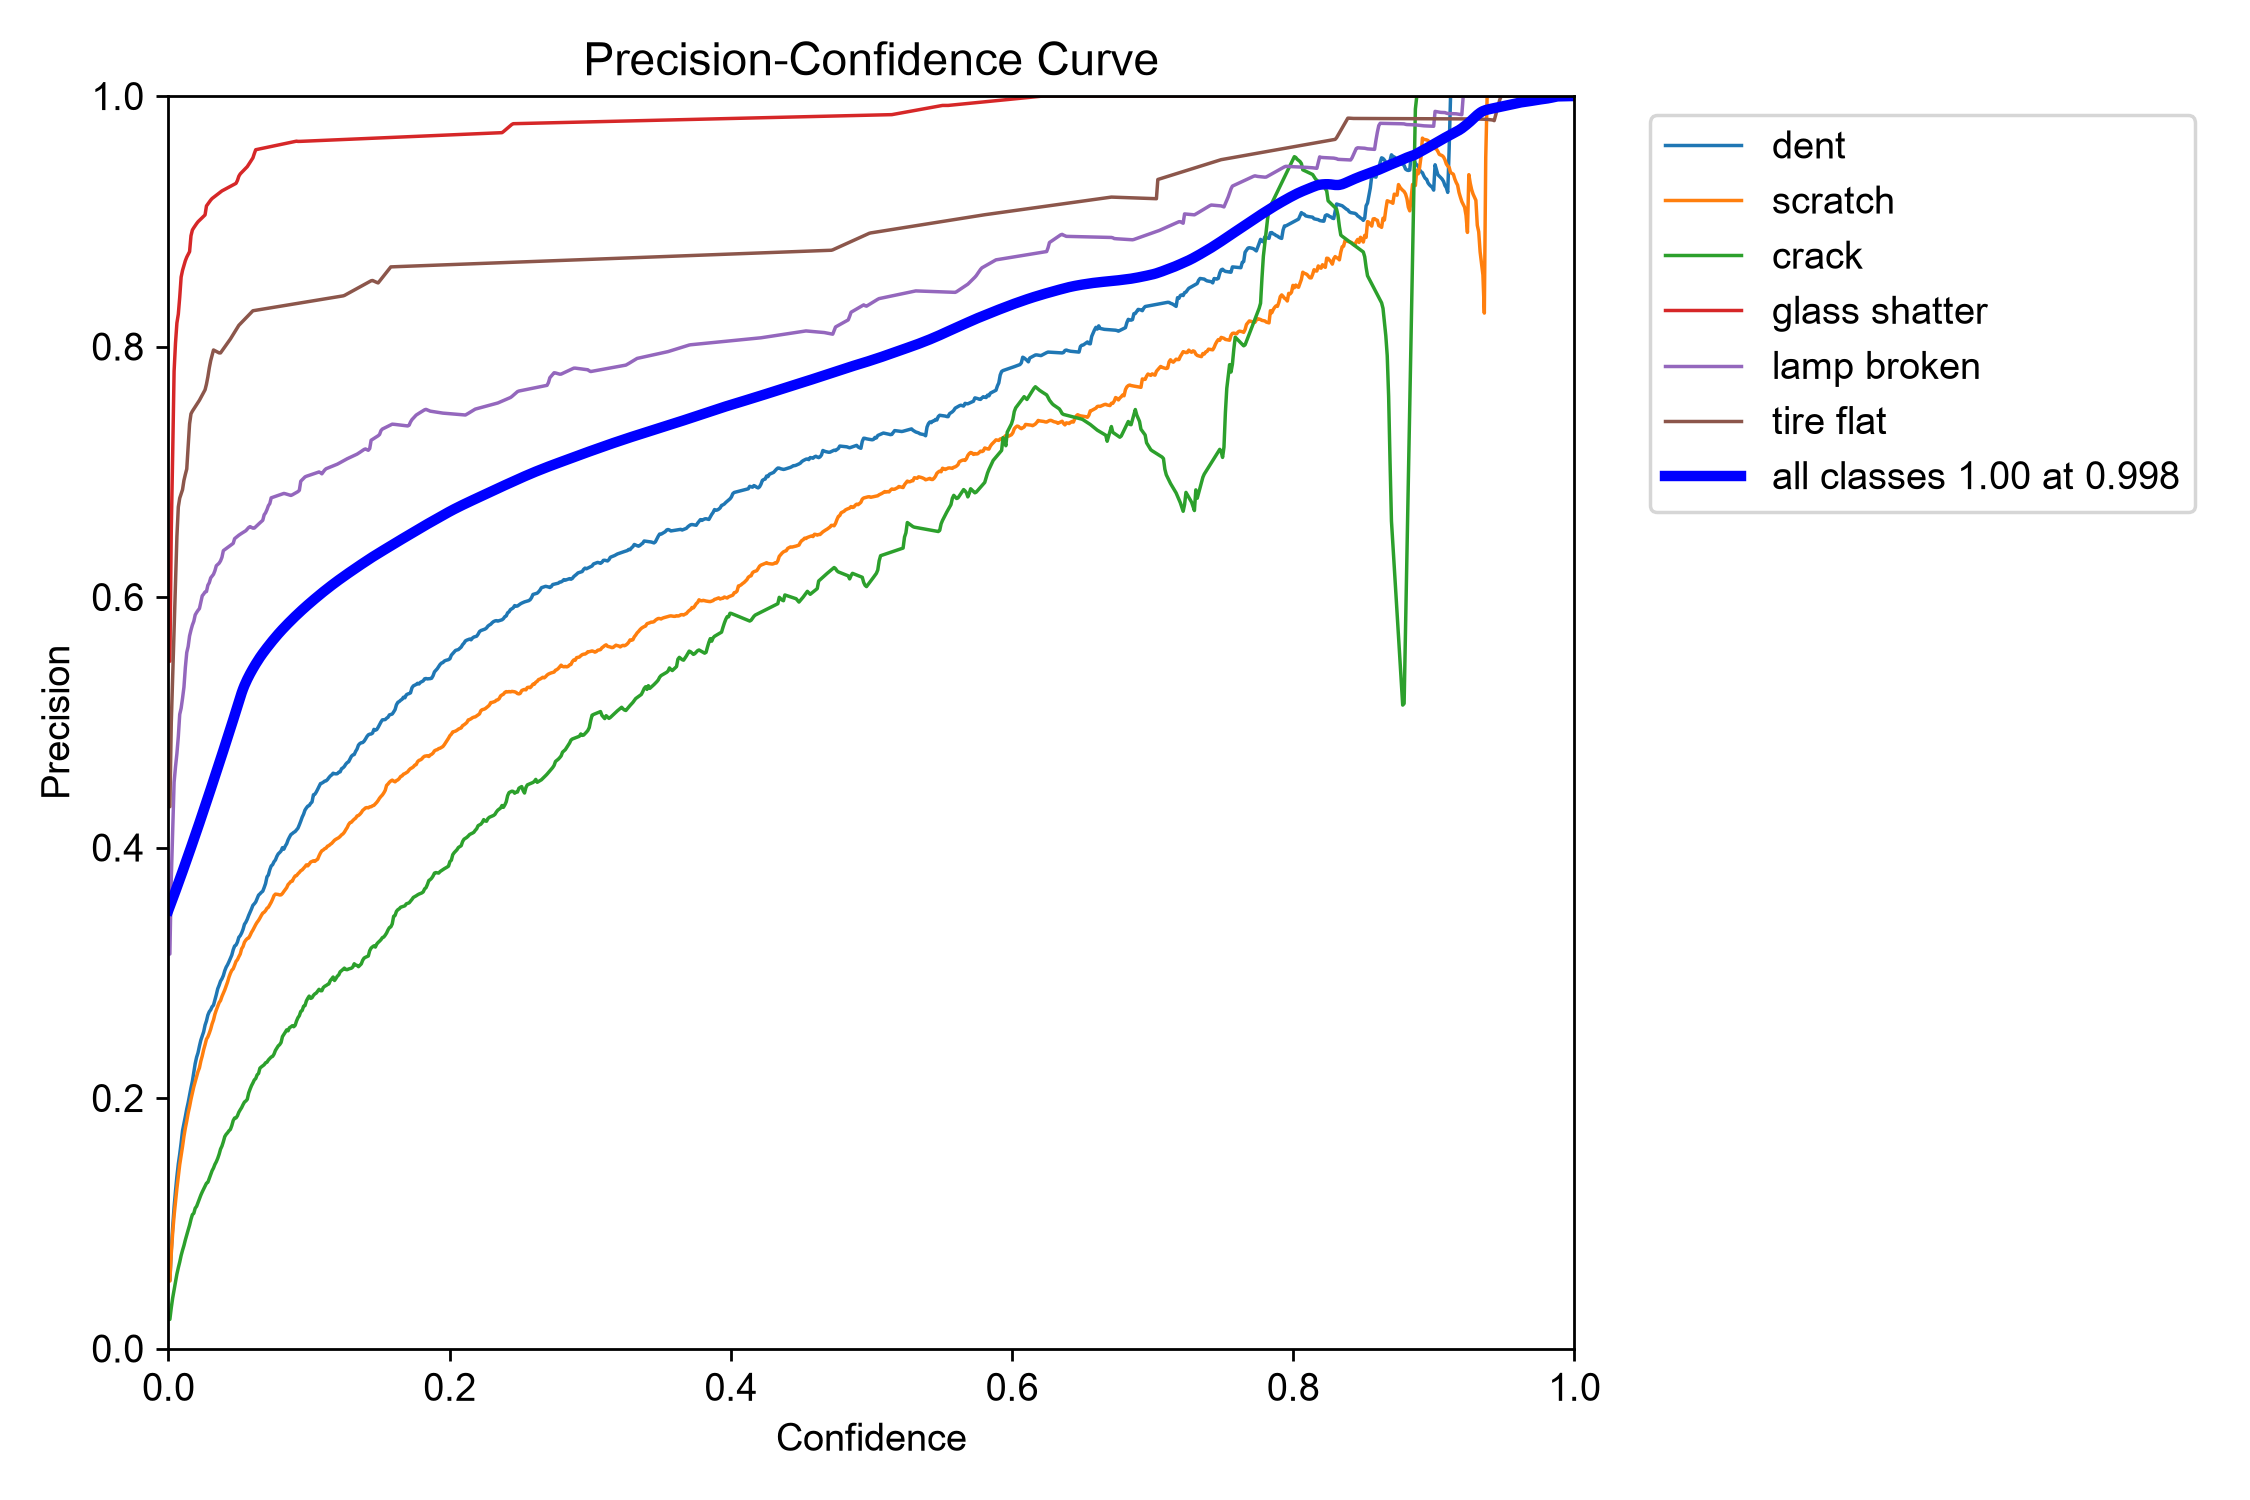 Precision-Confidence Curve
1.0
0.8
0.6
0.4
0.2
0.0
Precision
0.0 0.2 0.4 0.6 0.8 1.0
Confidence
dent
scratch
crack
glass shatter
lamp broken
tire flat
all classes 1.00 at 0.998